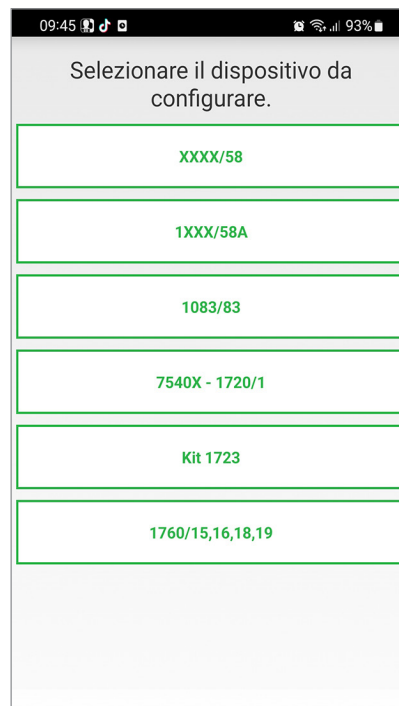 09:45 93%
Selezionare il dispositivo da
configurare.
XXXX/58
1XXX/58A
1083/83
7540X - 1720/1
Kit 1723
1760/15,16,18,19